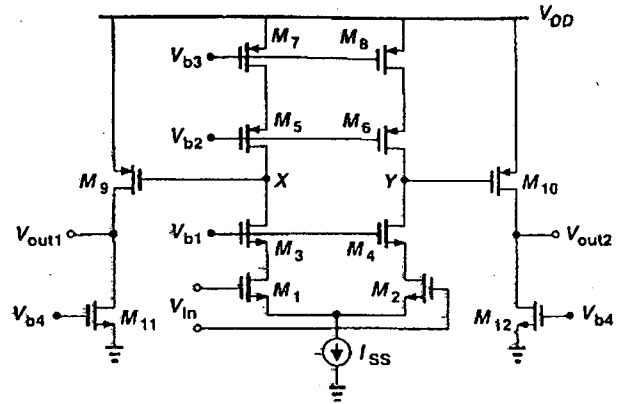 V_DD
M_7
M_8
V_b3
M_5
M_6
V_b2
M_9
X
Y
M_10
V_out1
V_b1
M_3
M_4
V_out2
M_1
M_2
V_in
V_b4
M_11
M_12
V_b4
I_SS